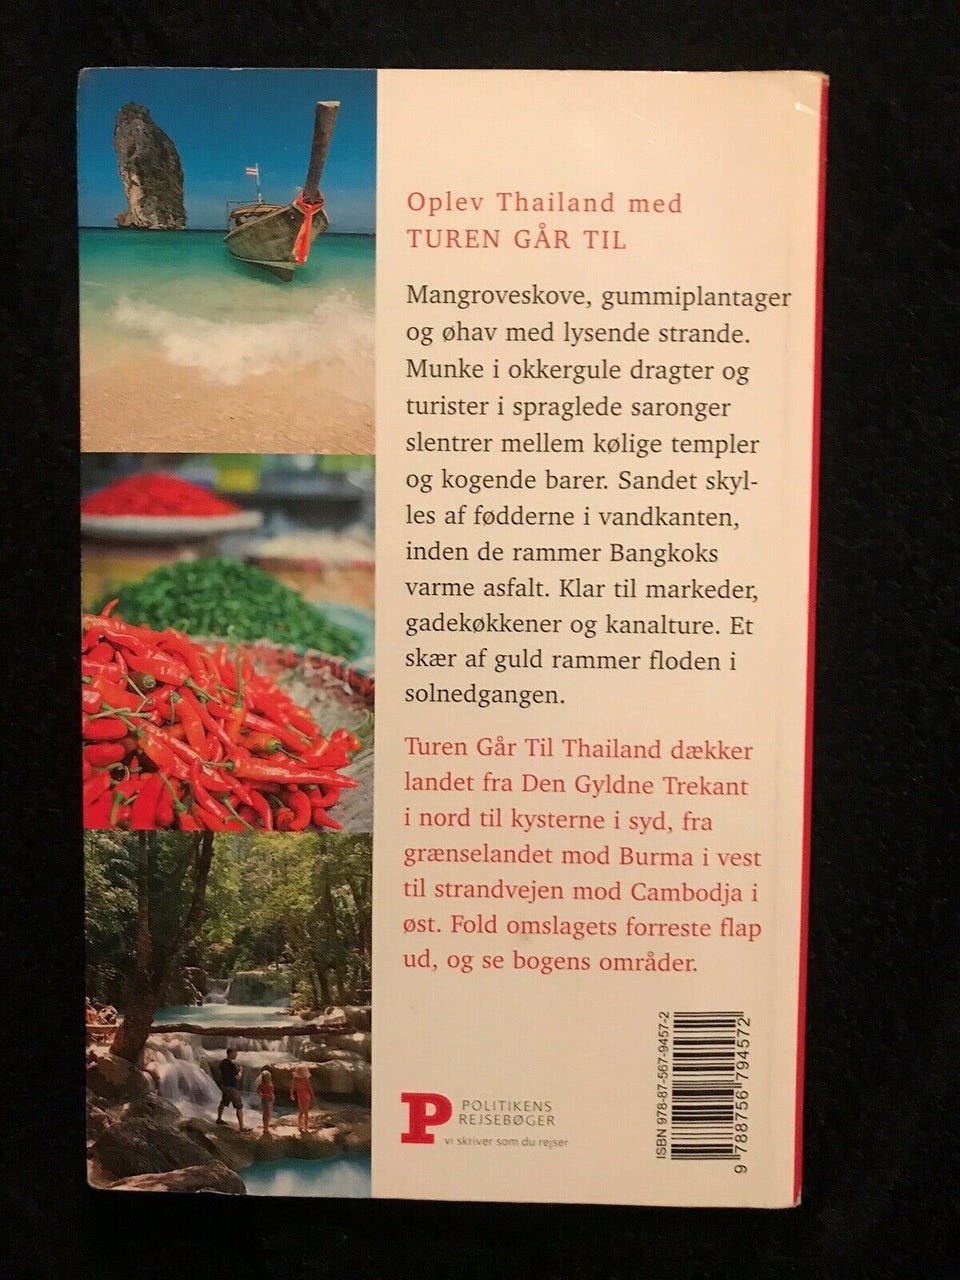 Oplev Thailand med
TUREN GÅR TIL
Mangroveskove, gummiplantager
og øhav med lysende strande.
Munke i okkergule dragter og
turister i spraglede saronger
slentrer mellem kølige templer
og kogende barer. Sandet skyl-
les af fødderne i vandkanten,
inden de rammer Bangkoks
varme asfalt. Klar til markeder,
gadekøkkener og kanalture. Et
skær af guld rammer floden i
solnedgangen.
Turen Går Til Thailand dækker
landet fra Den Gyldne Trekant
i nord til kysterne i syd, fra
grænselandet mod Burma i vest
til strandvejen mod Cambodja i
øst. Fold omslagets forreste flap
ud, og se bogens områder.
P
POLITIKENS
REJSEBØGER
vi skriver som du rejser
ISBN 978-87-567-9457-2
9 788756 794572